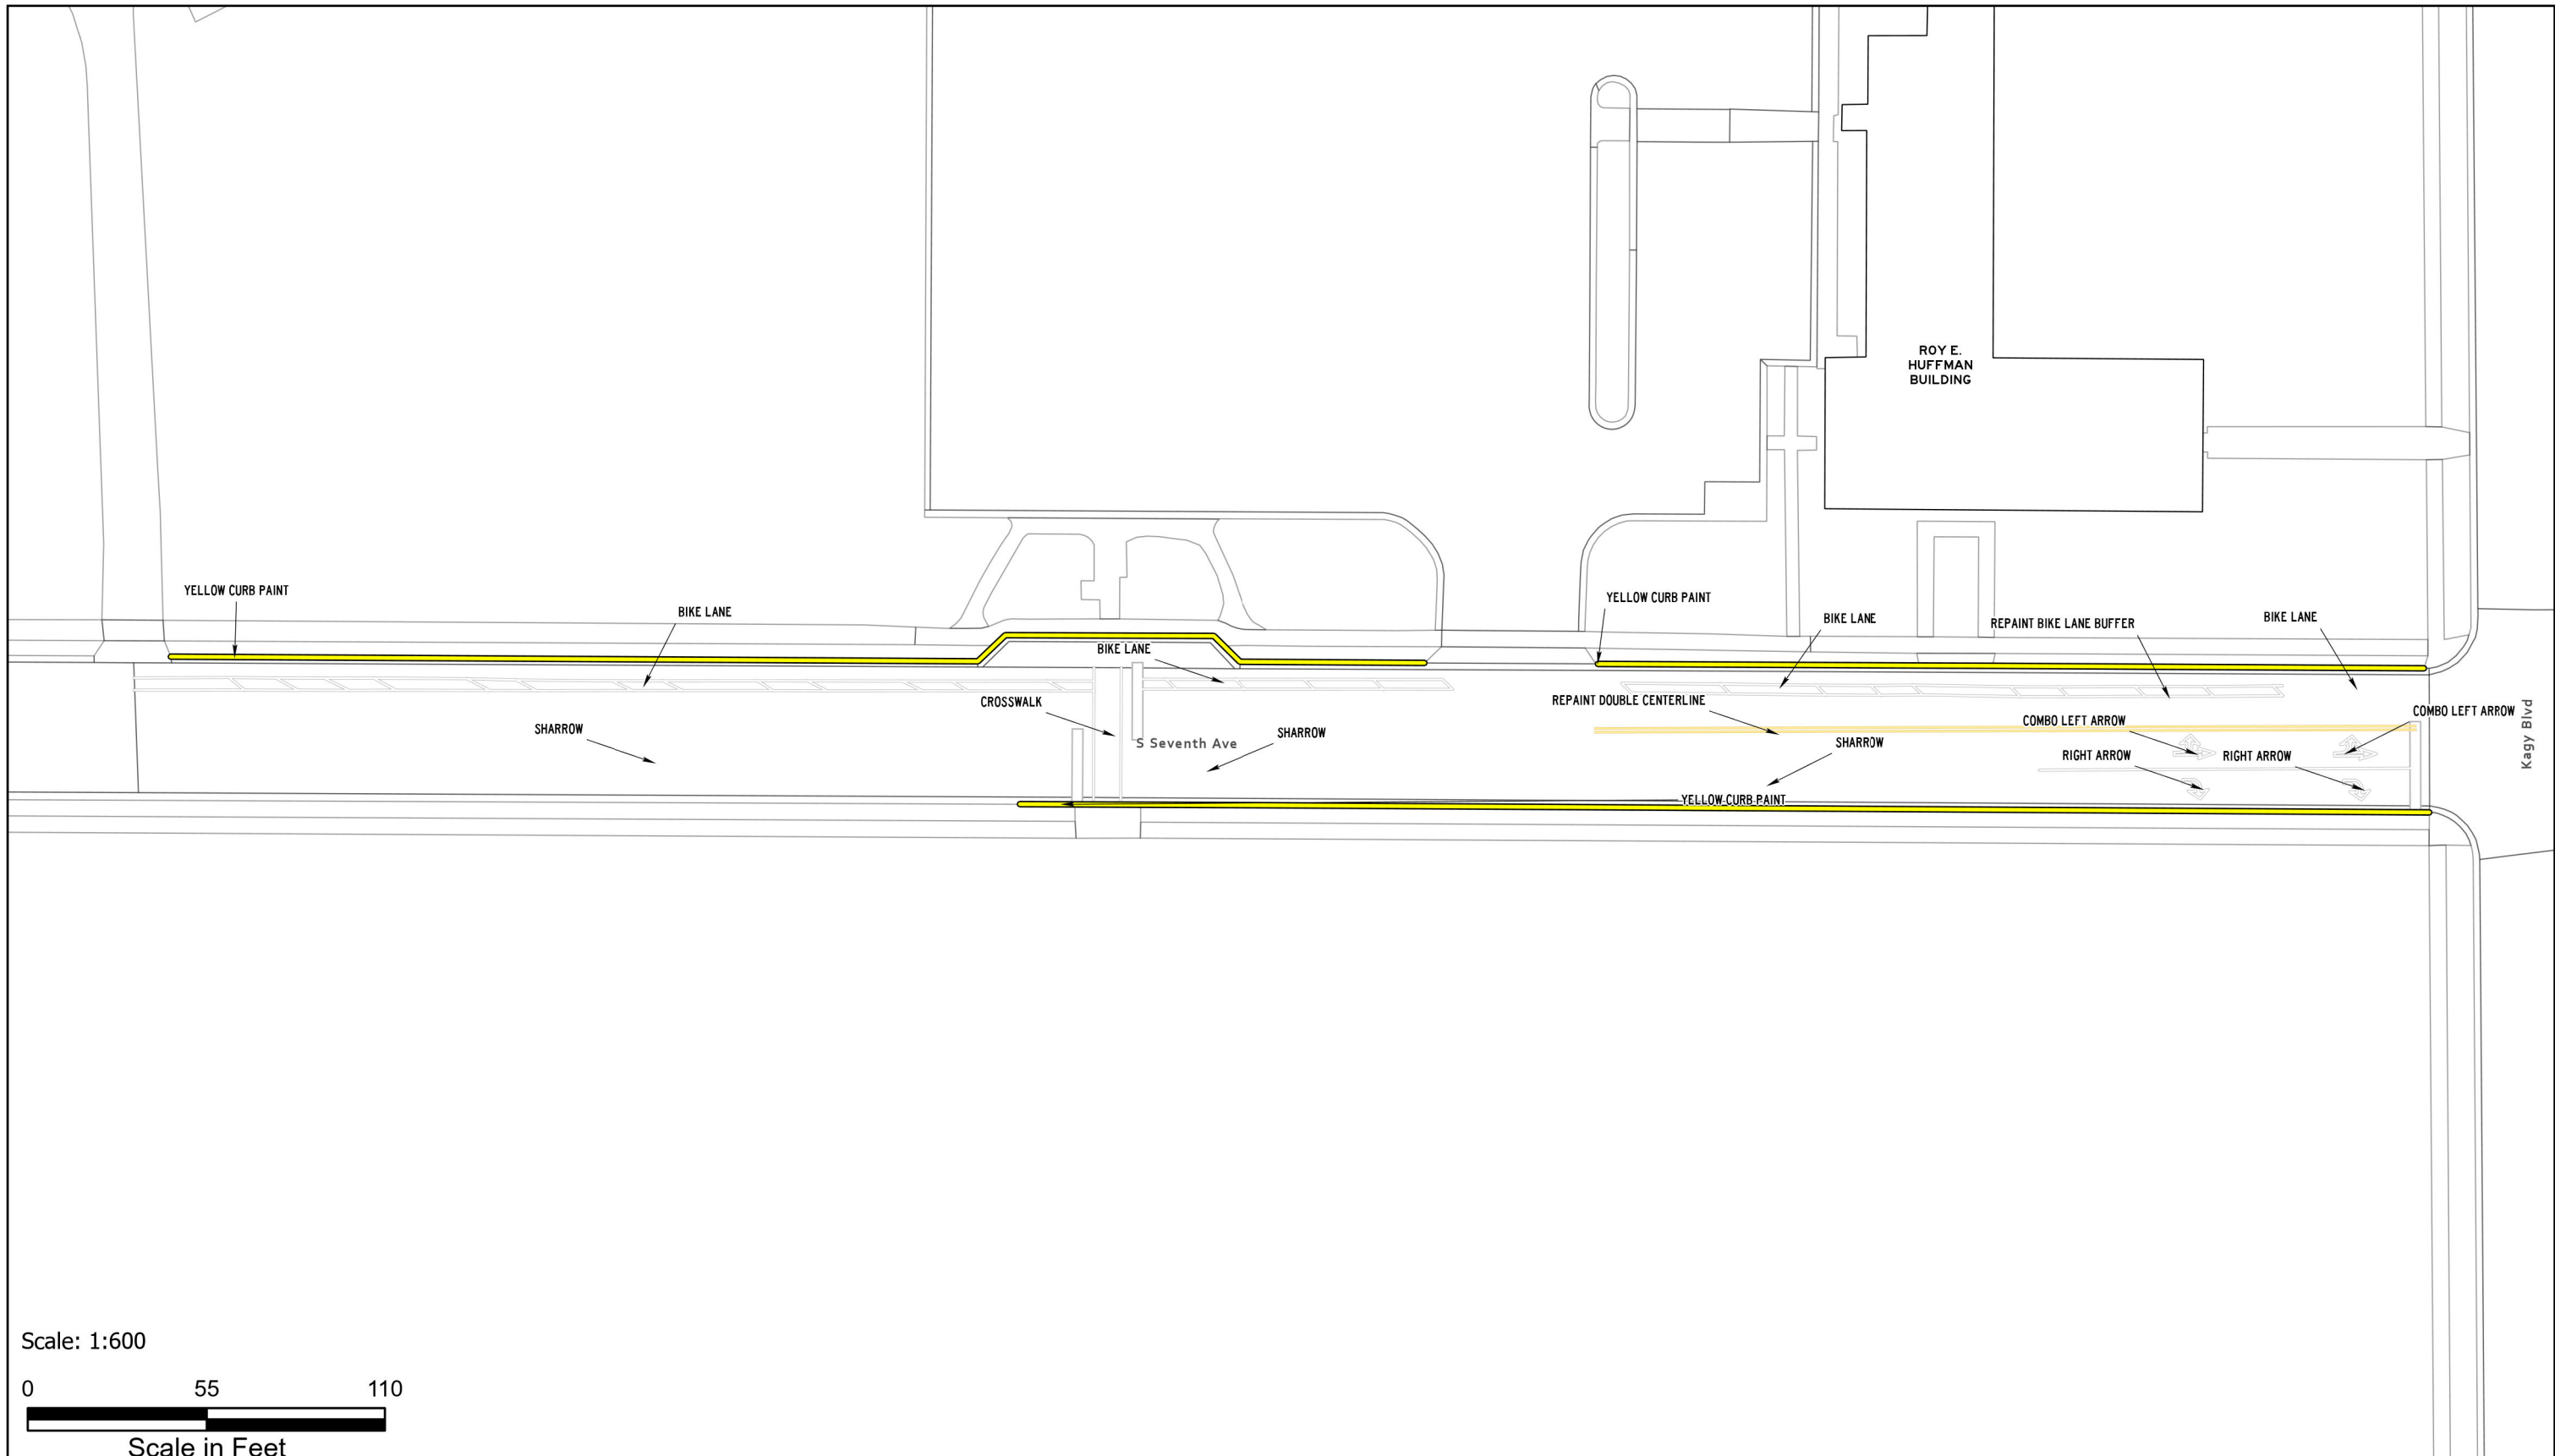 ROY E.
HUFFMAN
BUILDING
YELLOW CURB PAINT
BIKE LANE
YELLOW CURB PAINT
BIKE LANE
REPAINT BIKE LANE BUFFER
BIKE LANE
BIKE LANE
CROSSWALK
REPAINT DOUBLE CENTERLINE
COMBO LEFT ARROW
COMBO LEFT ARROW
SHARROW
S Seventh Ave
SHARROW
SHARROW
RIGHT ARROW
RIGHT ARROW
Kagy Blvd
YELLOW CURB PAINT
Scale: 1:600
0 55 110
Scale in Feet